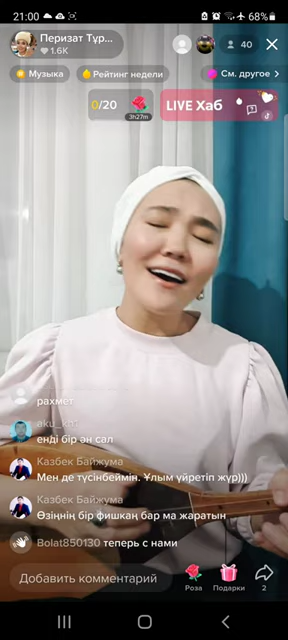 21:00
68%
Перизат Тұр...
1.6K
40
Музыка
Рейтинг недели
См. другое
0/20
3h27m
LIVE Хаб
рахмет
енді бір ән сал
Казбек Байжума
Мен де түсінбеймін. Ұлым үйретіп жүр)))
Казбек Байжума
Өзіңнің бір фишкаң бар ма жаратын
Bolat850130 теперь с нами
Добавить комментарий
Роза
Подарки
2